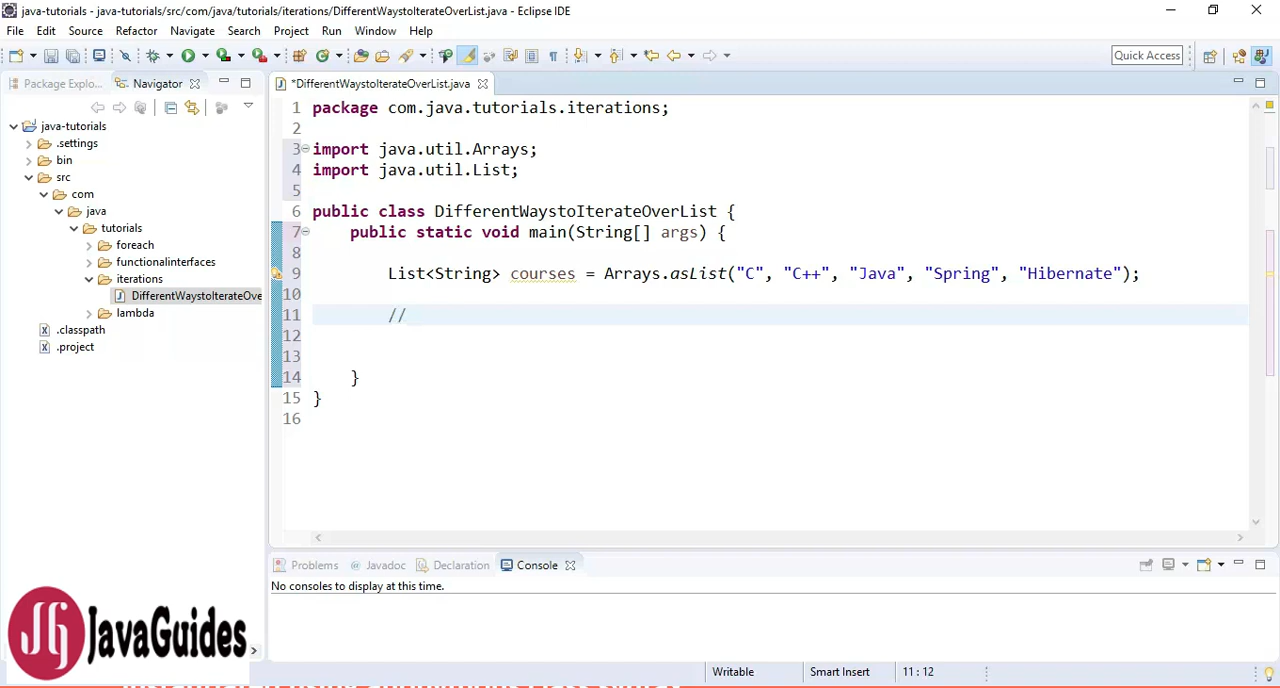 java-tutorials - java-tutorials/src/com/java/tutorials/iterations/DifferentWaystoIterateOverList.java - Eclipse IDE
File Edit Source Refactor Navigate Search Project Run Window Help
Quick Access
Package Explo...
Navigator
java-tutorials
.settings
bin
src
com
java
tutorials
foreach
functionalinterfaces
iterations
DifferentWaystoIterateOve
lambda
.classpath
.project
*DifferentWaystoIterateOverList.java
1 package com.java.tutorials.iterations;
2
3 import java.util.Arrays;
4 import java.util.List;
5
6 public class DifferentWaystoIterateOverList {
7 public static void main(String[] args) {
8
9 List<String> courses = Arrays.asList("C", "C++", "Java", "Spring", "Hibernate");
10
11 //
12
13
14 }
15 }
16
Problems @ Javadoc Declaration Console
No consoles to display at this time.
JG JavaGuides
Writable Smart Insert 11 : 12